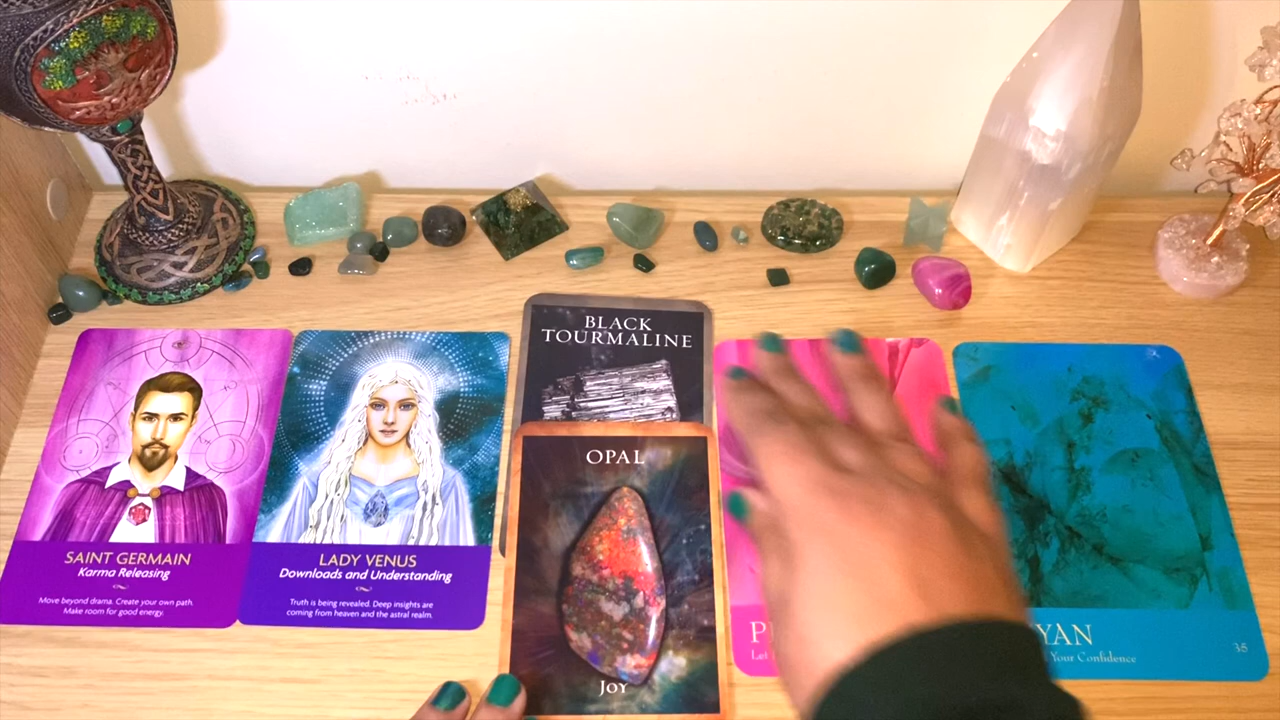 SAINT GERMAIN
Karma Releasing
Move beyond drama. Create your own path.
Make room for good energy.
LADY VENUS
Downloads and Understanding
Truth is being revealed. Deep insights are
coming from heaven and the astral realm.
BLACK
TOURMALINE
OPAL
JOY
P
Let
YAN
Your Confidence
35